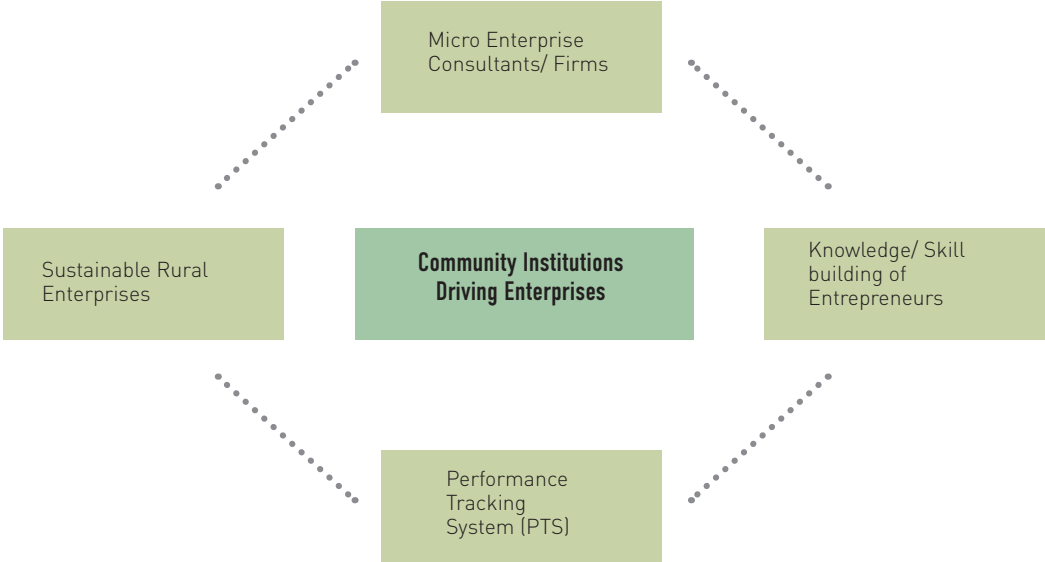 Micro Enterprise
Consultants/ Firms
Sustainable Rural
Enterprises
Community Institutions
Driving Enterprises
Knowledge/ Skill
building of
Entrepreneurs
Performance
Tracking
System (PTS)